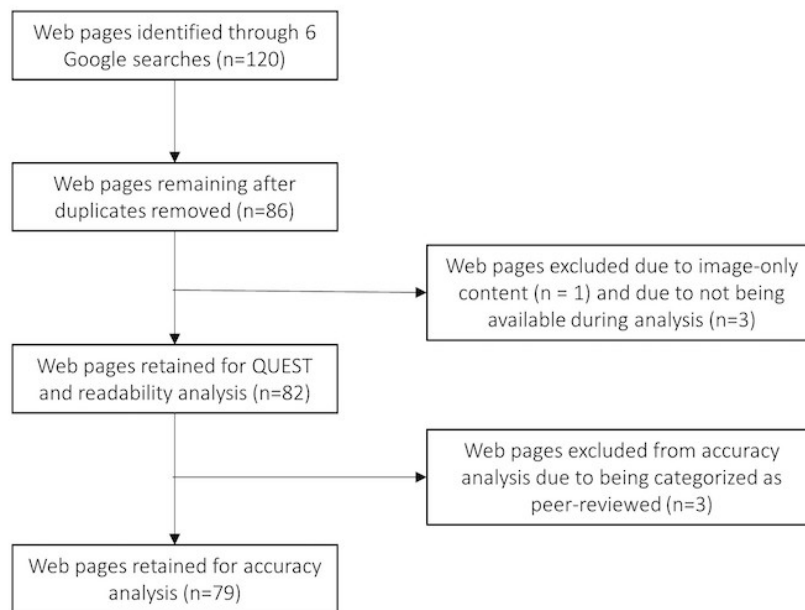 Web pages identified through 6
Google searches (n=120)
Web pages remaining after
duplicates removed (n=86)
Web pages excluded due to image-only
content (n = 1) and due to not being
available during analysis (n=3)
Web pages retained for QUEST
and readability analysis (n=82)
Web pages excluded from accuracy
analysis due to being categorized as
peer-reviewed (n=3)
Web pages retained for accuracy
analysis (n=79)